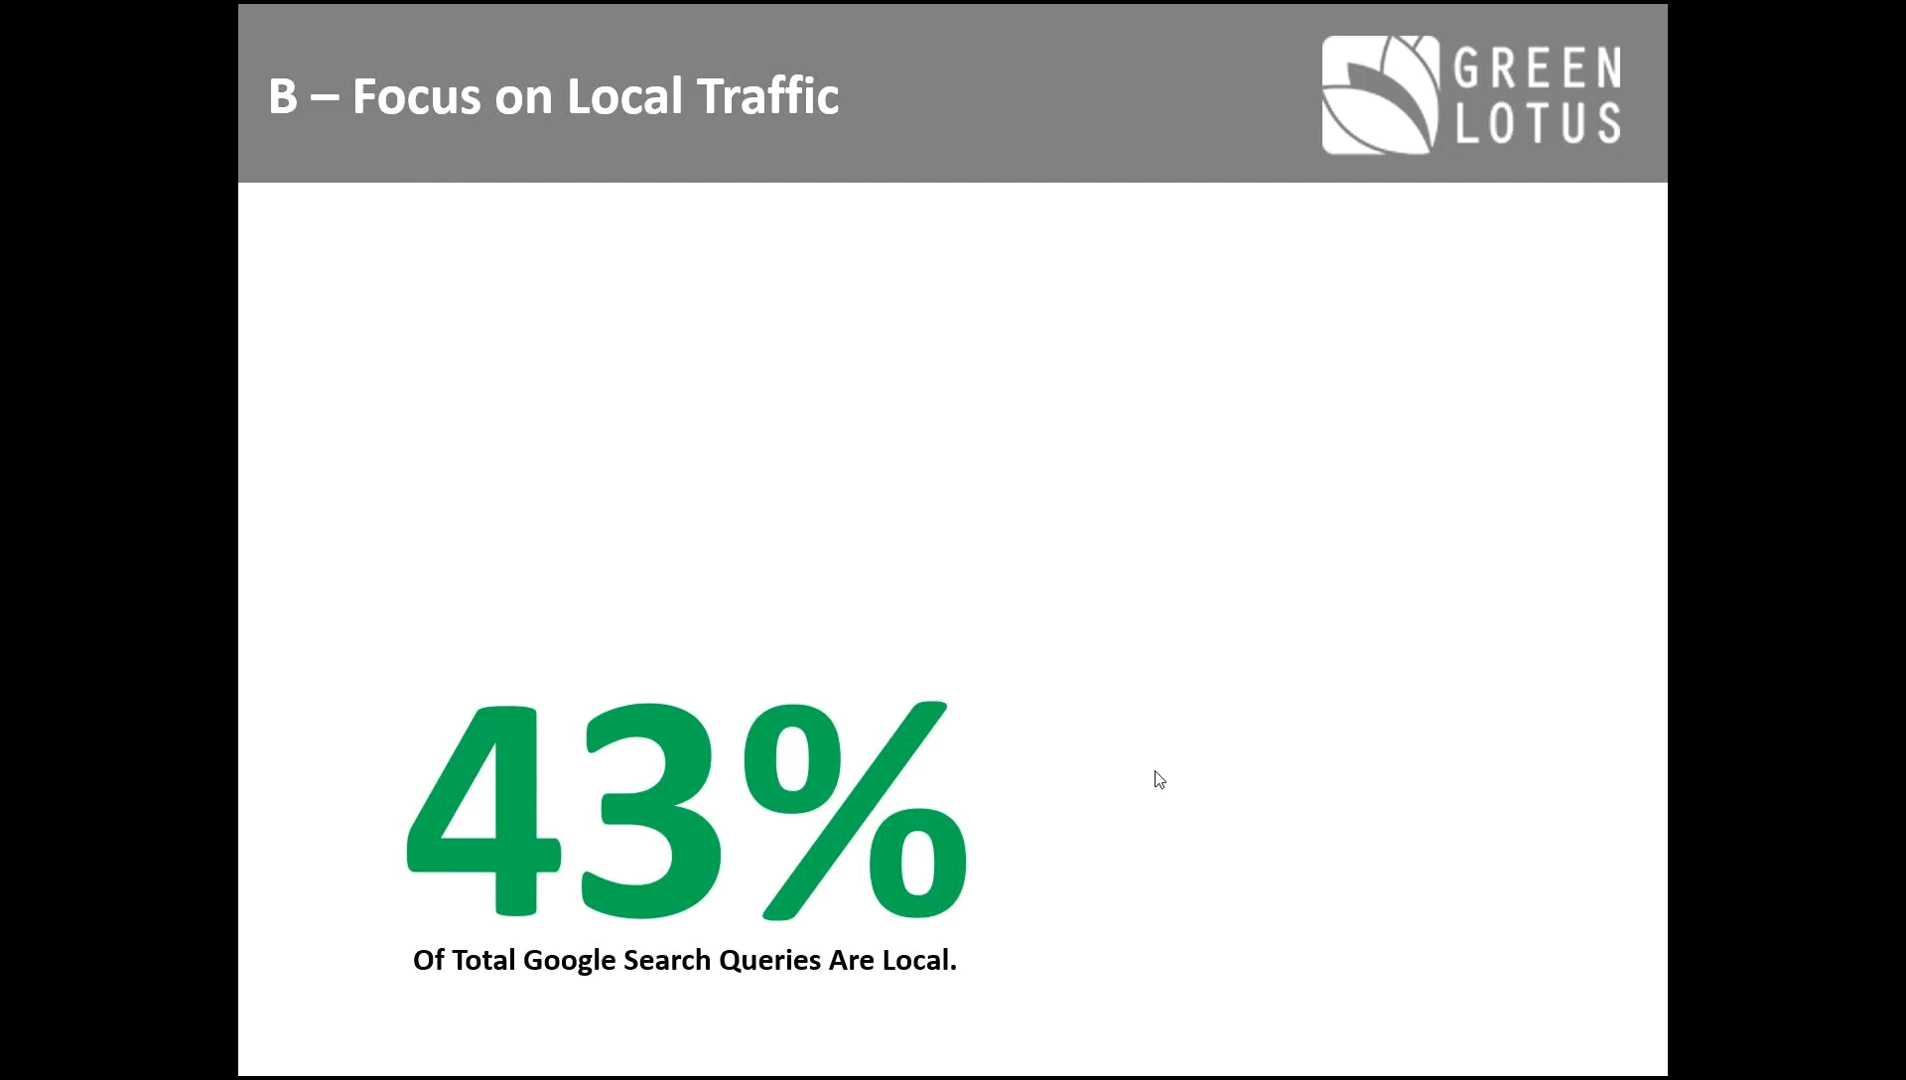 B – Focus on Local Traffic
GREEN
LOTUS
43%
Of Total Google Search Queries Are Local.